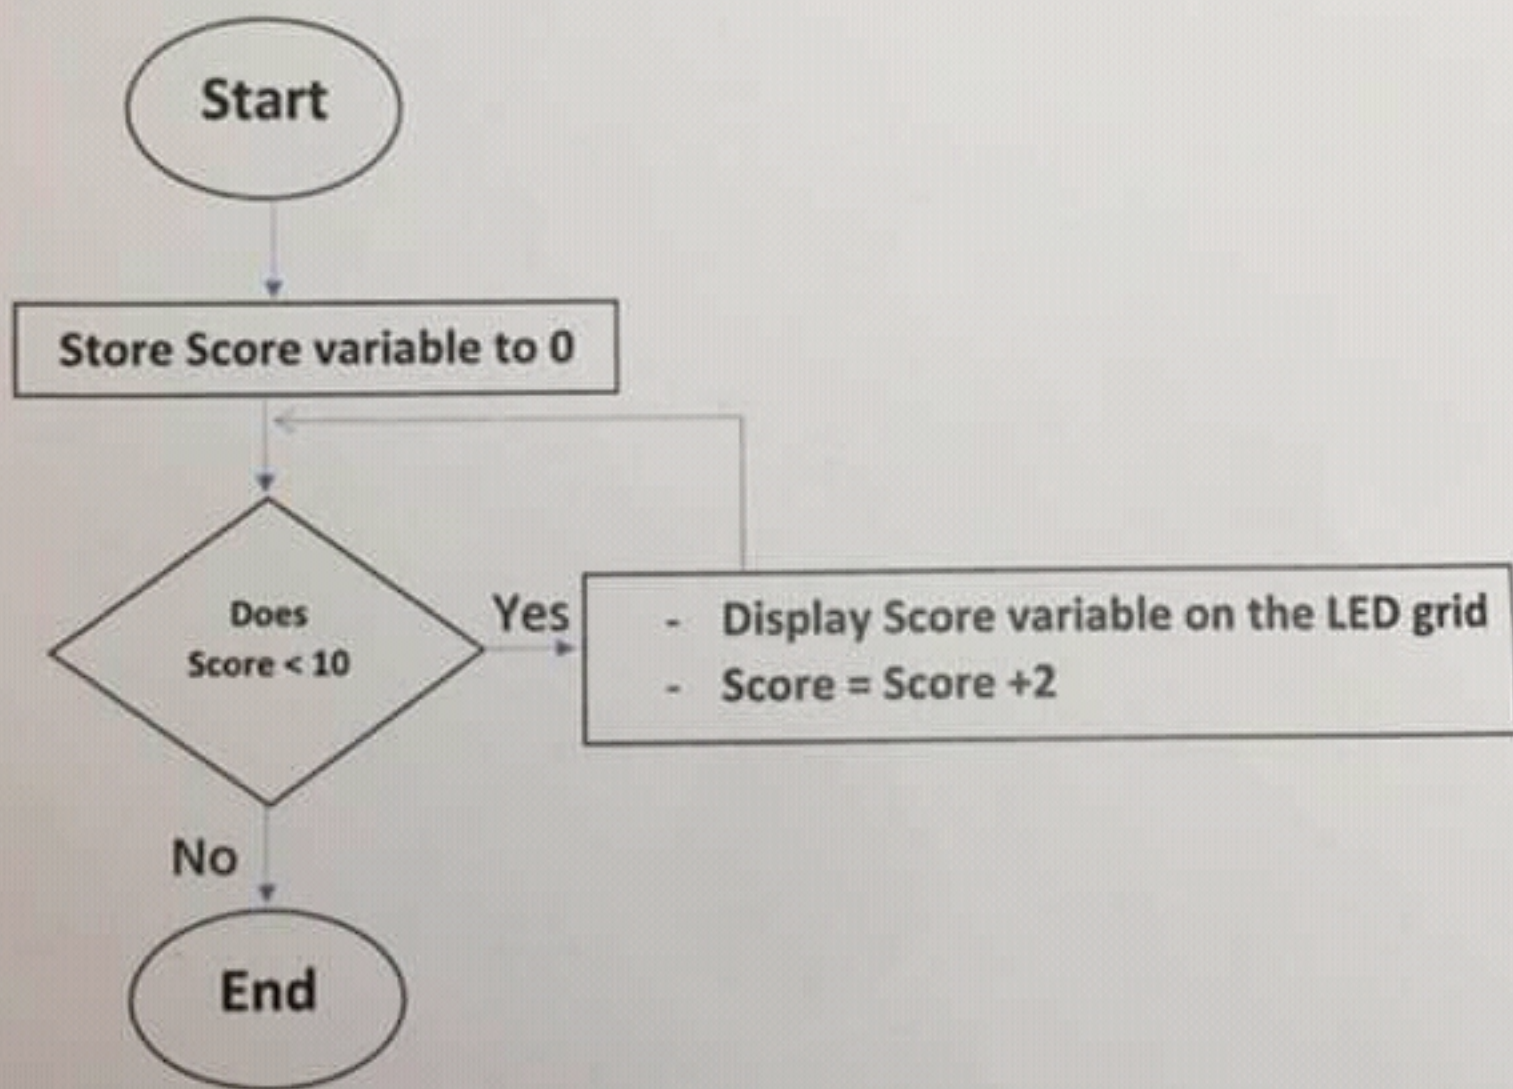 Start
Store Score variable to 0
Does
Score < 10
Yes
- Display Score variable on the LED grid
- Score = Score +2
No
End